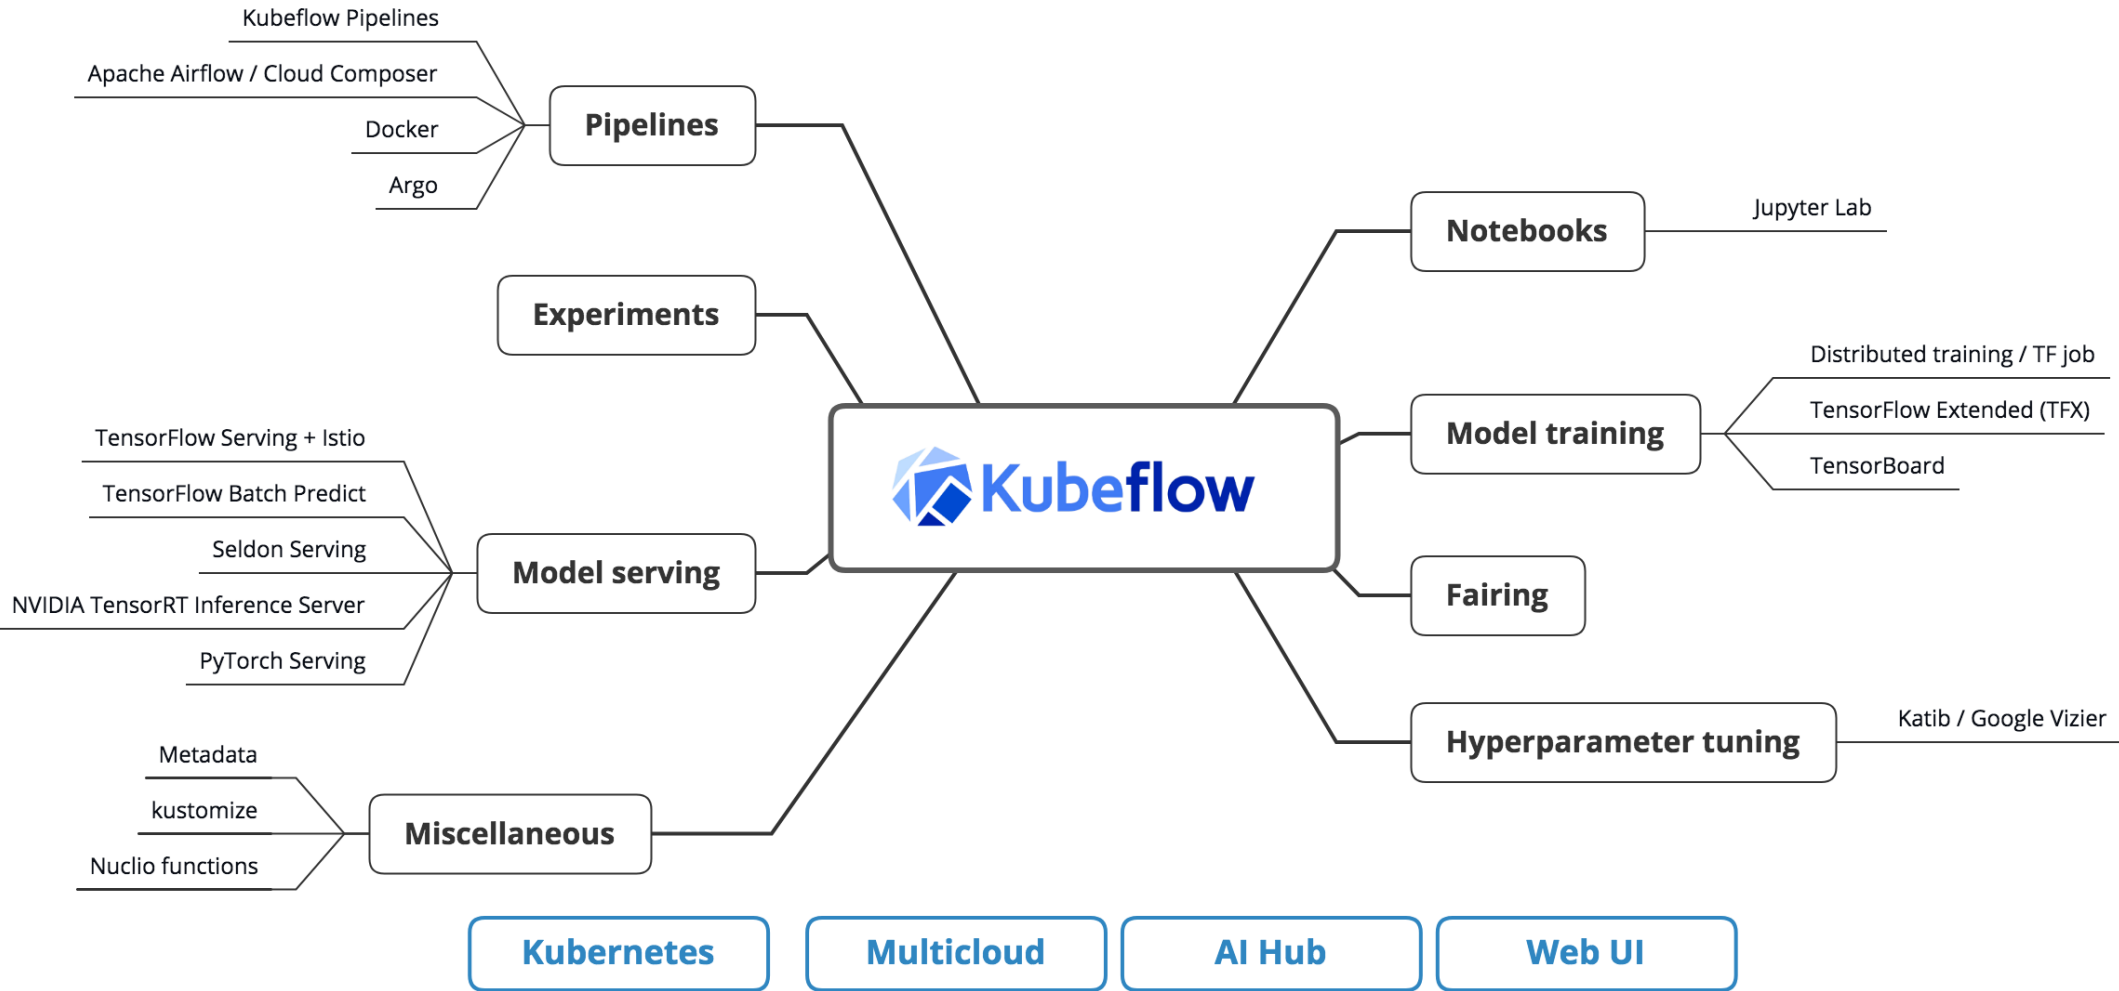 Kubeflow Pipelines
Apache Airflow / Cloud Composer
Docker
Argo
Pipelines
Experiments
TensorFlow Serving + Istio
TensorFlow Batch Predict
Seldon Serving
NVIDIA TensorRT Inference Server
PyTorch Serving
Model serving
Metadata
kustomize
Nuclio functions
Miscellaneous
Kubeflow
Notebooks
Jupyter Lab
Model training
Distributed training / TF job
TensorFlow Extended (TFX)
TensorBoard
Fairing
Hyperparameter tuning
Katib / Google Vizier
Kubernetes
Multicloud
AI Hub
Web UI